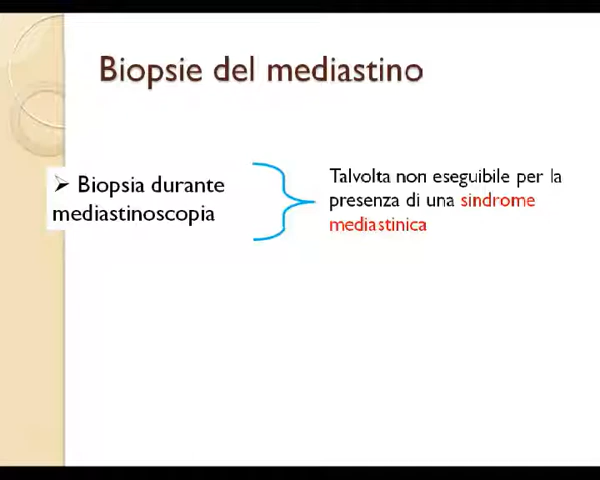 Biopsie del mediastino
➢ Biopsia durante
mediastinoscopia
Talvolta non eseguibile per la
presenza di una sindrome
mediastinica